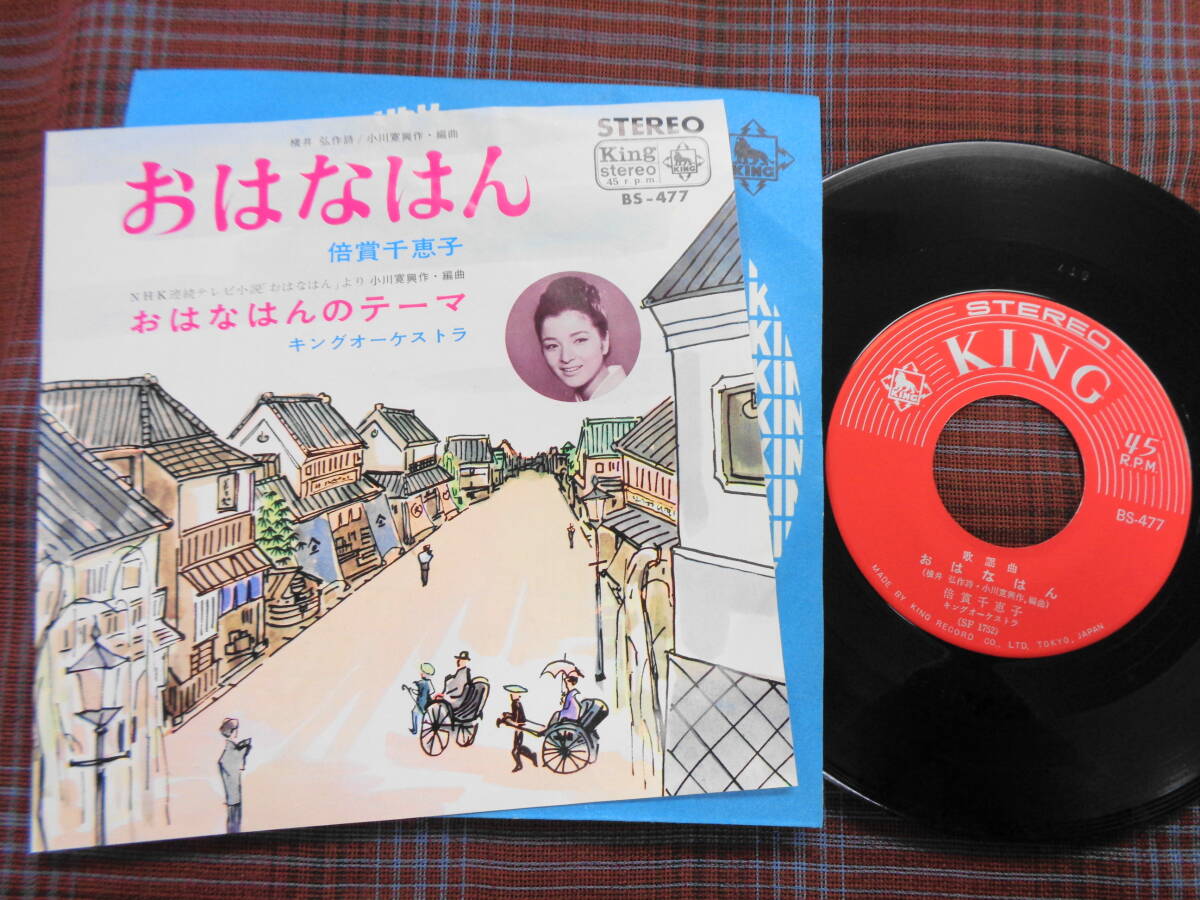 横井 弘作詩/小川寛興作・編曲
おはなはん
倍賞千恵子
NHK連続テレビ小説「おはなはん」より 小川寛興作・編曲
おはなはんのテーマ
キングオーケストラ
STEREO
King
stereo
45 r.p.m.
KING
BS-477
KING
STEREO
KING
KING
45
R.P.M.
BS-477
歌謡曲
おはなはん
(横井 弘作詩・小川寛興作、編曲)
倍賞千恵子
キングオーケストラ
(SF 1752)
MADE BY KING RECORD CO., LTD. TOKYO, JAPAN